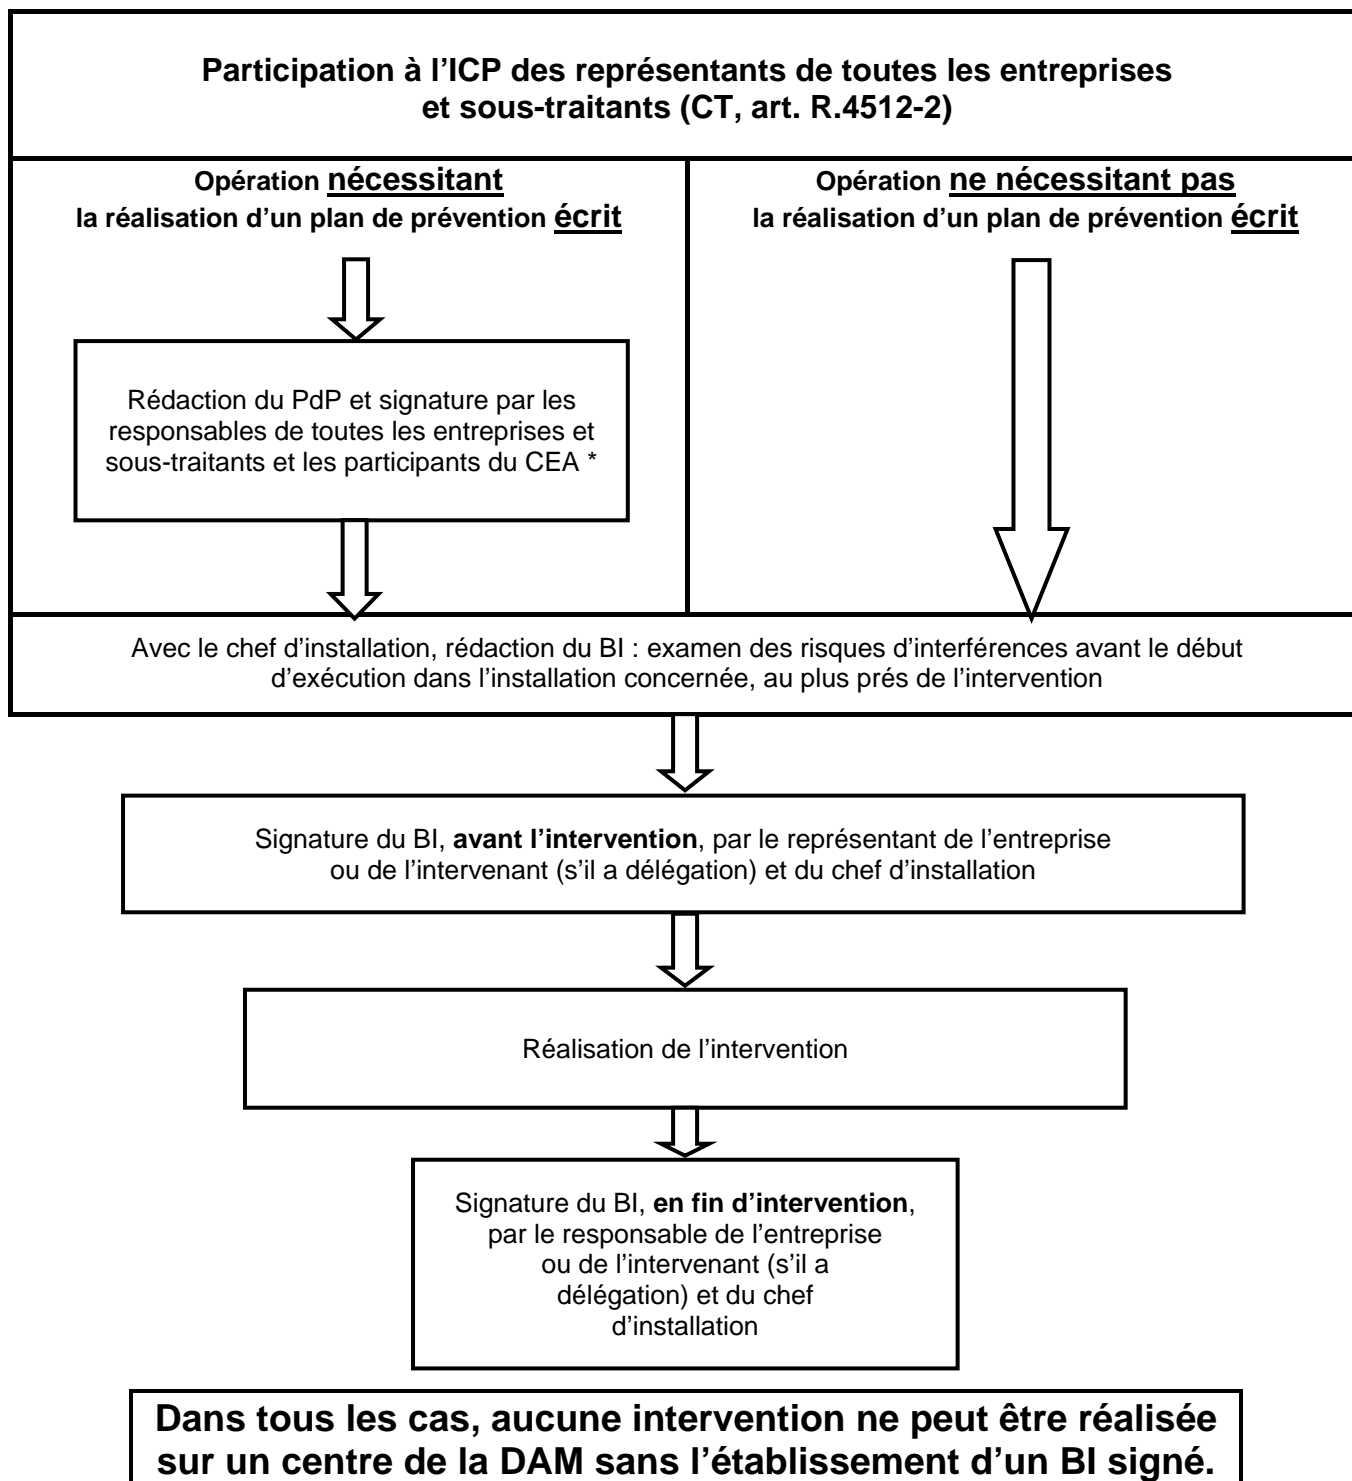 Participation à l’ICP des représentants de toutes les entreprises
et sous-traitants (CT, art. R.4512-2)
Opération nécessitant
la réalisation d’un plan de prévention écrit
Opération ne nécessitant pas
la réalisation d’un plan de prévention écrit
Rédaction du PdP et signature par les
responsables de toutes les entreprises et
sous-traitants et les participants du CEA *
Avec le chef d’installation, rédaction du BI : examen des risques d’interférences avant le début
d’exécution dans l’installation concernée, au plus prés de l’intervention
Signature du BI, avant l’intervention, par le représentant de l’entreprise
ou de l’intervenant (s’il a délégation) et du chef d’installation
Réalisation de l’intervention
Signature du BI, en fin d’intervention,
par le responsable de l’entreprise
ou de l’intervenant (s’il a
délégation) et du chef
d’installation
Dans tous les cas, aucune intervention ne peut être réalisée
sur un centre de la DAM sans l’établissement d’un BI signé.